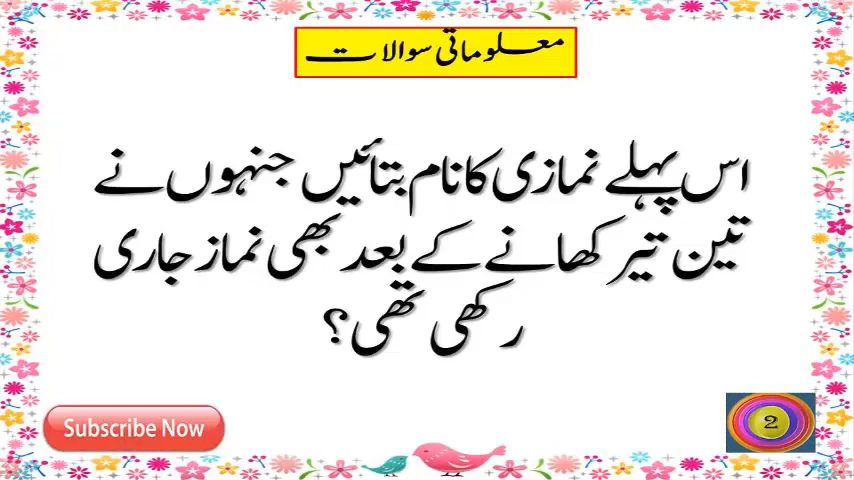 معلوماتی سوالات
اس پہلے نمازی کا نام بتائیں جنہوں نے
تین تیر کھانے کے بعد بھی نماز جاری
رکھی تھی؟
Subscribe Now
2